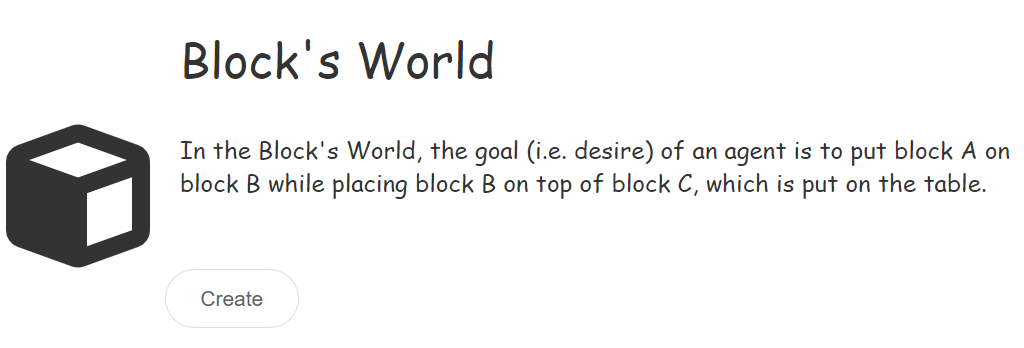 Block's World
In the Block's World, the goal (i.e. desire) of an agent is to put block A on
block B while placing block B on top of block C, which is put on the table.
Create